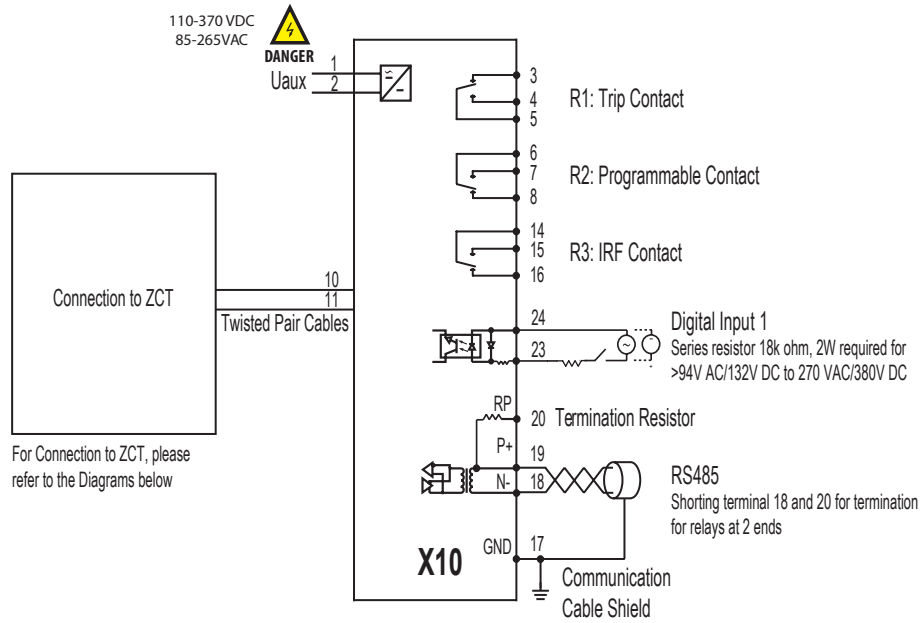 110-370 VDC
85-265VAC
DANGER
Uaux
1
2
3
4
5
R1: Trip Contact
6
7
8
R2: Programmable Contact
14
15
16
R3: IRF Contact
Connection to ZCT
10
11
Twisted Pair Cables
For Connection to ZCT, please
refer to the Diagrams below
24
23
Digital Input 1
Series resistor 18k ohm, 2W required for
>94V AC/132V DC to 270 VAC/380V DC
RP
20 Termination Resistor
P+
19
N-
18
RS485
Shorting terminal 18 and 20 for termination
for relays at 2 ends
GND
17
X10
Communication
Cable Shield